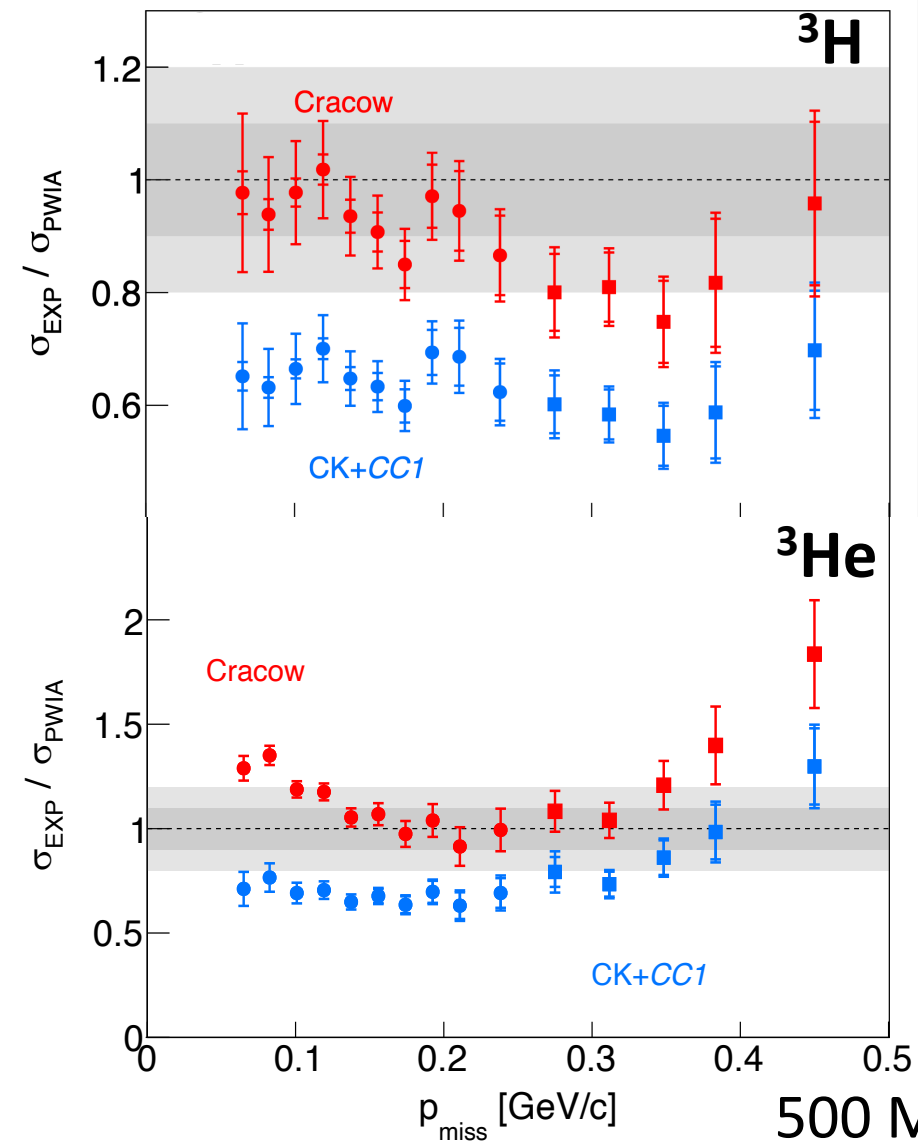 ³H
1.2
Cracow
1
σEXP / σPWIA
0.8
0.6
CK+CC1
³He
2
Cracow
1.5
σEXP / σPWIA
1
0.5
CK+CC1
0
0 0.1 0.2 0.3 0.4 0.5
pmiss [GeV/c]
500 M